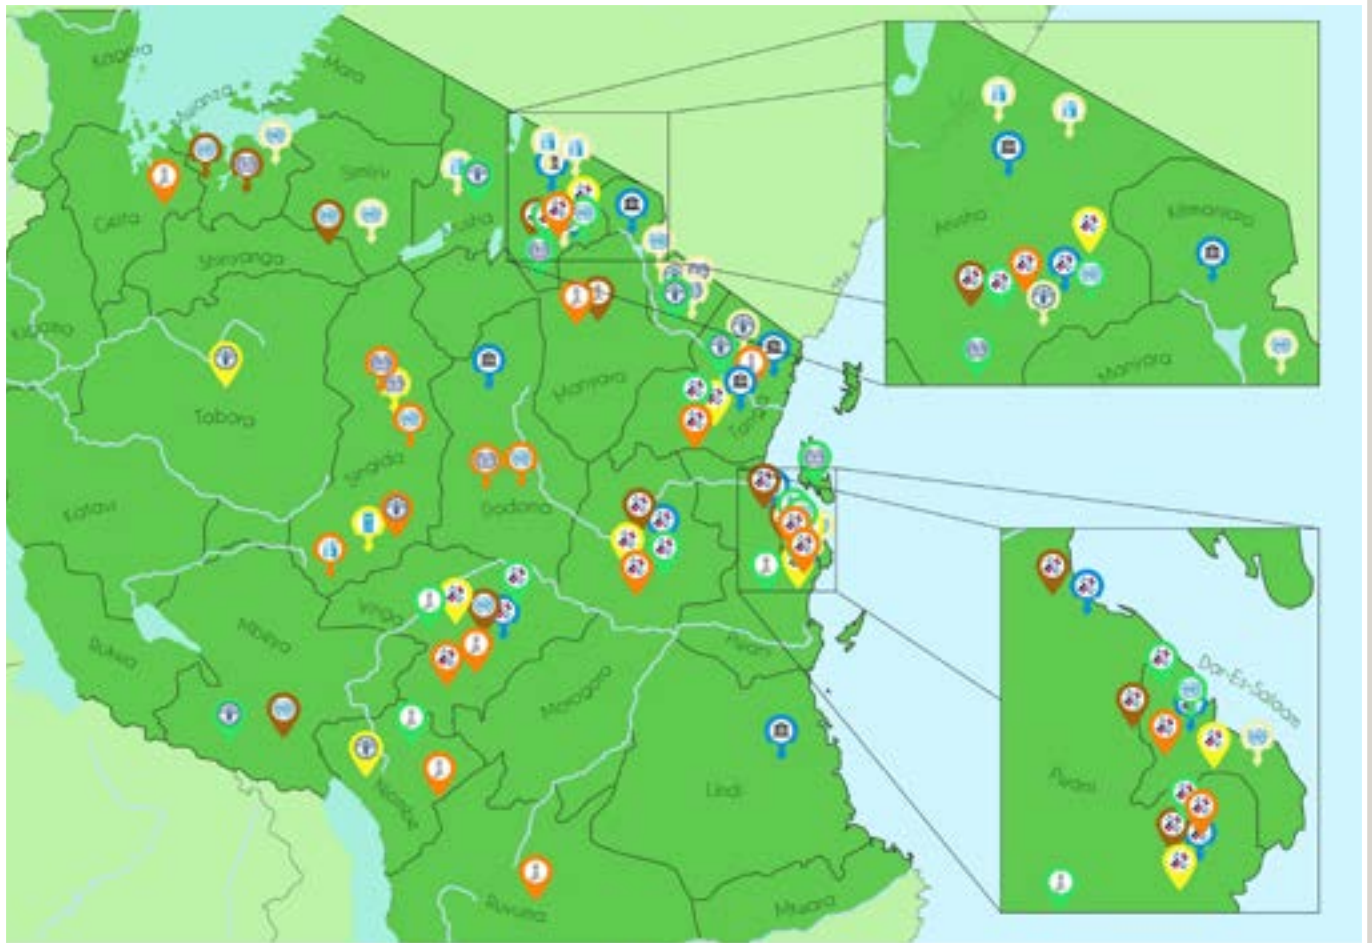 Kagera
Mwanza
Mara
Simiru
Geita
Arusha
Shinyanga
Kigoma
Tabora
Manyara
Tanga
Singida
Dodoma
Katavi
Iringa
Mbeya
Rukwa
Pwani
Morogoro
Njombe
Lindi
Ruvuma
Mtwara
Arusha
Kilimanjaro
Manyara
Dar-Es-Salaam
Pwani